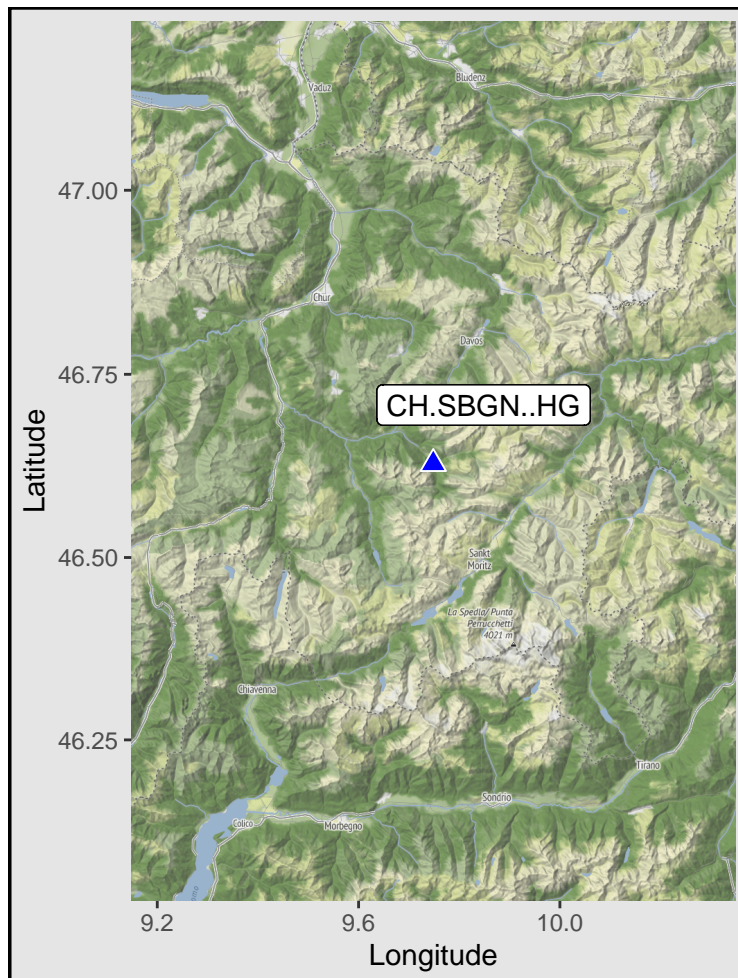 Vaduz
Bludenz
47.00
Chur
Davos
46.75
CH.SBGN..HG
Latitude
46.50
Sankt
Moritz
La Spedla/ Punta
Perrucchetti
4021 m
Chiavenna
46.25
Tirano
Sondrio
Colico
Morbegno
9.2
9.6
10.0
Longitude